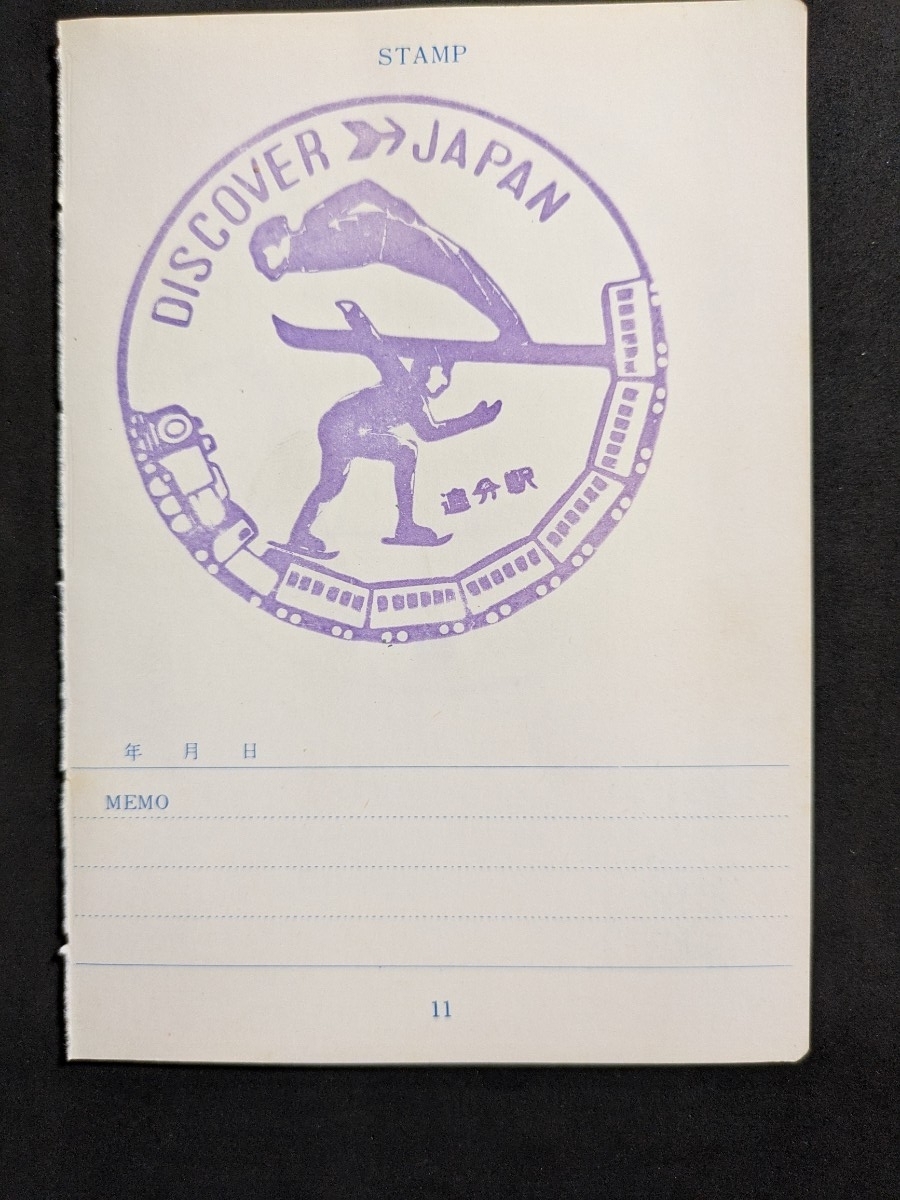 STAMP
DISCOVER JAPAN
追分駅
年 月 日
MEMO
11